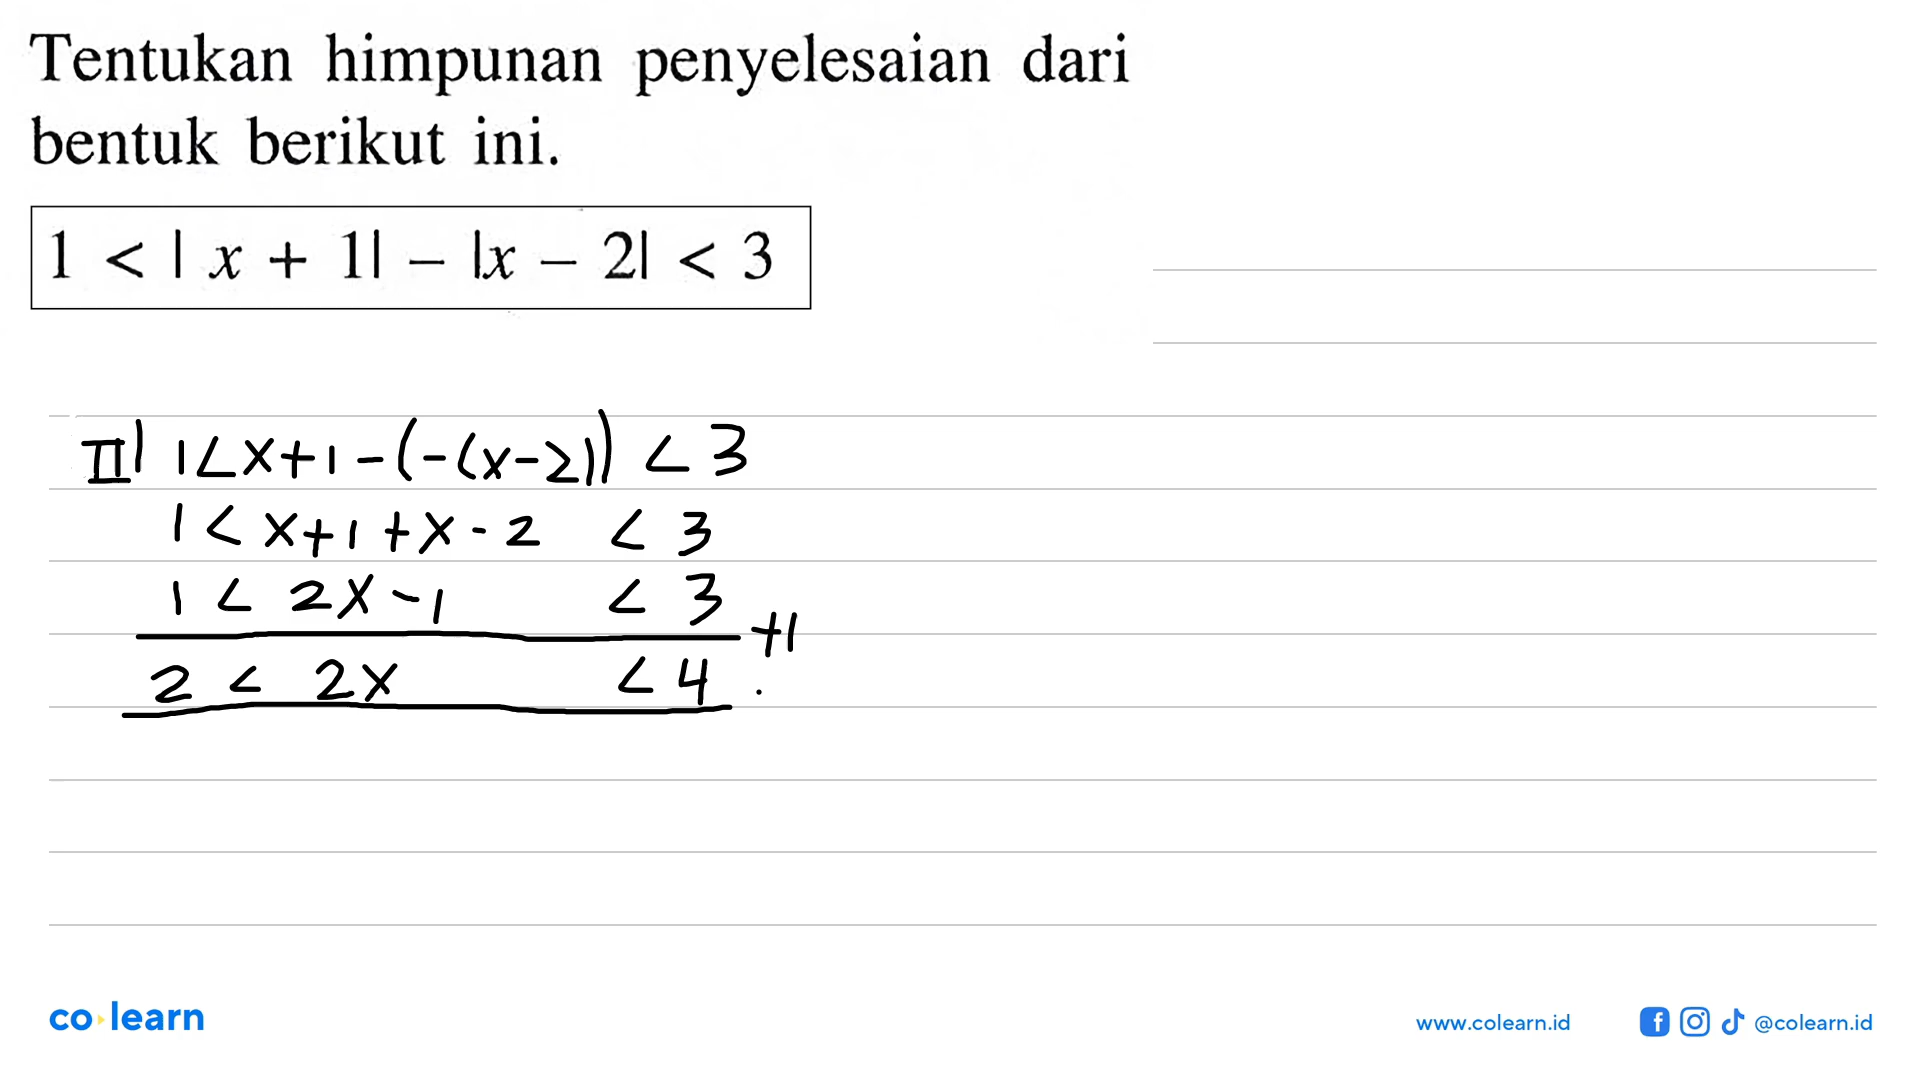 Tentukan himpunan penyelesaian dari
bentuk berikut ini.
1 < | x + 1| – |x – 2| < 3
II) 1 < x+1 - (-(x-2)) < 3
1 < x+1 + x - 2 < 3
1 < 2x - 1 < 3
+1
2 < 2x < 4 .
co learn
www.colearn.id @colearn.id